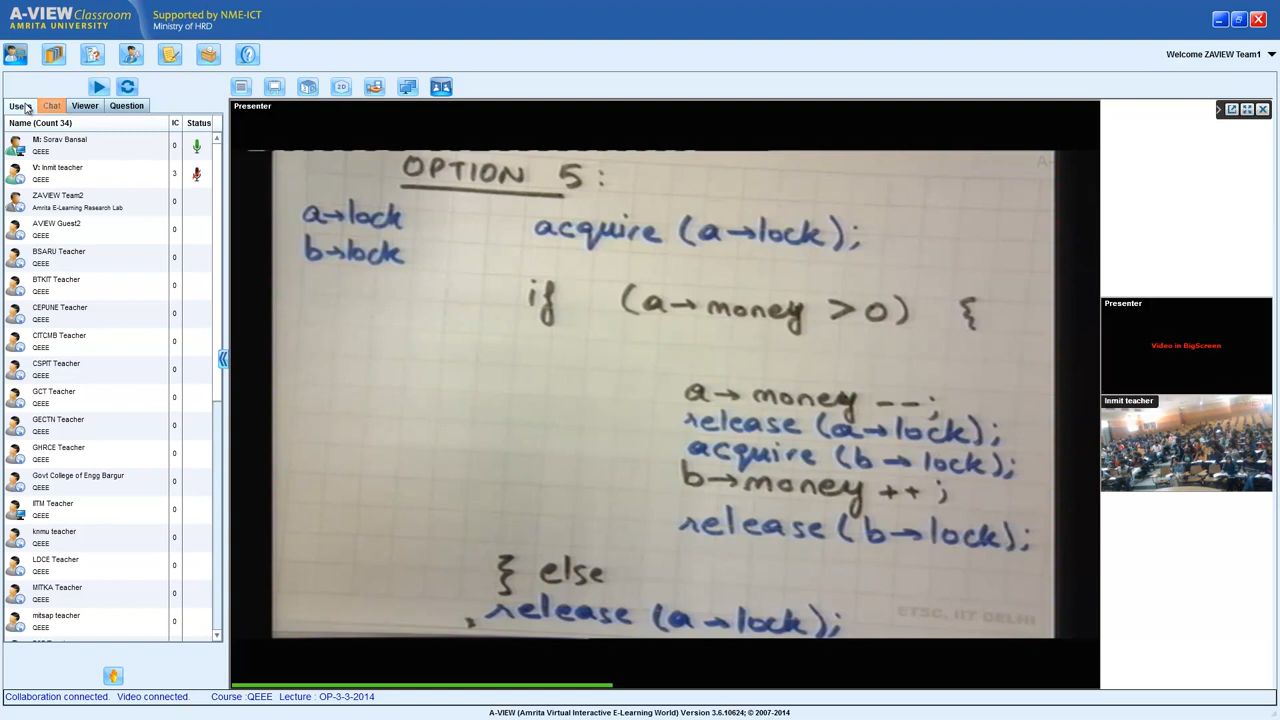 A-VIEW Classroom
AMRITA UNIVERSITY
Supported by NME-ICT
Ministry of HRD
Welcome ZAVIEW Team1
2D
Users
Chat
Viewer
Question
Name (Count 34)
IC
Status
M: Sorav Bansal
QEEE
0
V: Inmit teacher
QEEE
3
ZAVIEW Team2
Amrita E-Learning Research Lab
0
AVIEW Guest2
QEEE
0
BSARU Teacher
QEEE
0
BTKIT Teacher
QEEE
0
CEPUNE Teacher
QEEE
0
CITCMB Teacher
QEEE
0
CSPIT Teacher
QEEE
0
GCT Teacher
QEEE
0
GECTN Teacher
QEEE
0
GHRCE Teacher
QEEE
0
Govt College of Engg Bargur
QEEE
0
IITM Teacher
QEEE
0
knmu teacher
QEEE
0
LDCE Teacher
QEEE
0
MITKA Teacher
QEEE
0
mitsap teacher
QEEE
0
Presenter
OPTION 5:
a→lock
b→lock
acquire (a→lock);
if (a→money >0) {
a→money --;
release (a→lock);
acquire (b→lock);
b→money ++;
release (b→lock);
} else
release (a→lock);
ETSC, IIT DELHI
Presenter
Video in BigScreen
Inmit teacher
Collaboration connected. Video connected. Course :QEEE Lecture : OP-3-3-2014
A-VIEW (Amrita Virtual Interactive E-Learning World) Version 3.6.10624; © 2007-2014